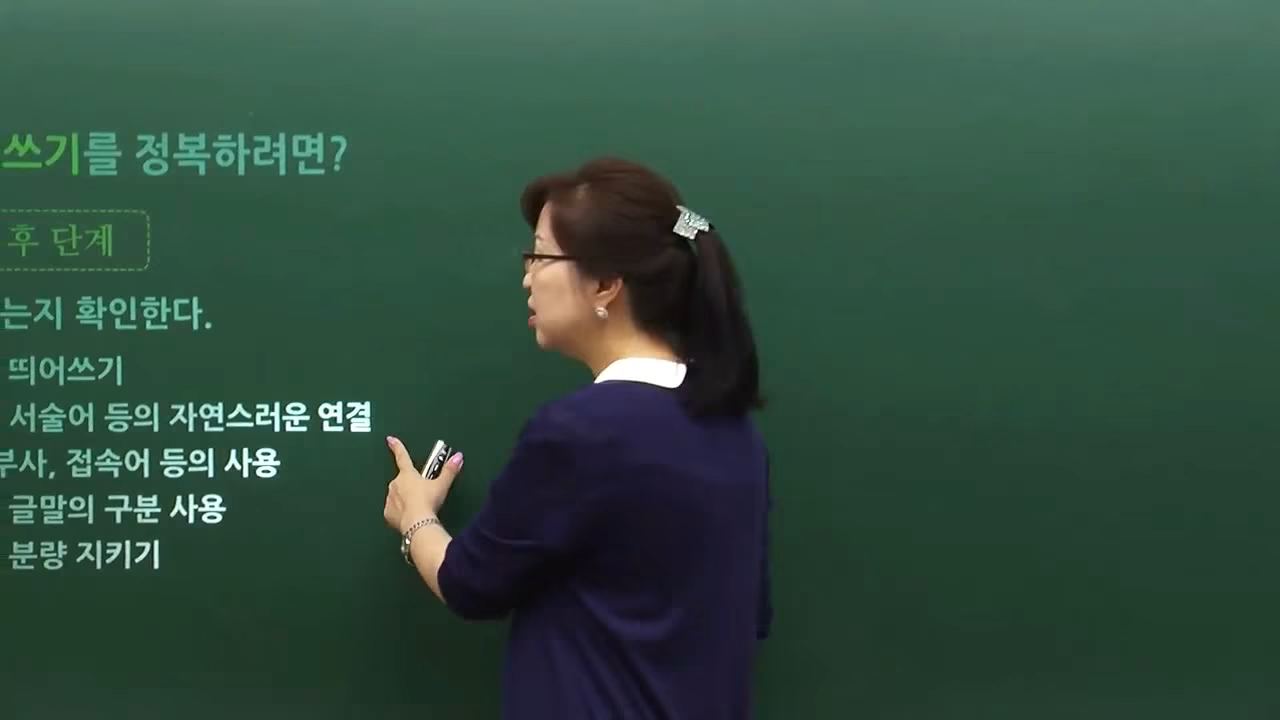 쓰기를 정복하려면?
후 단계
는지 확인한다.
띄어쓰기
서술어 등의 자연스러운 연결
부사, 접속어 등의 사용
글말의 구분 사용
분량 지키기